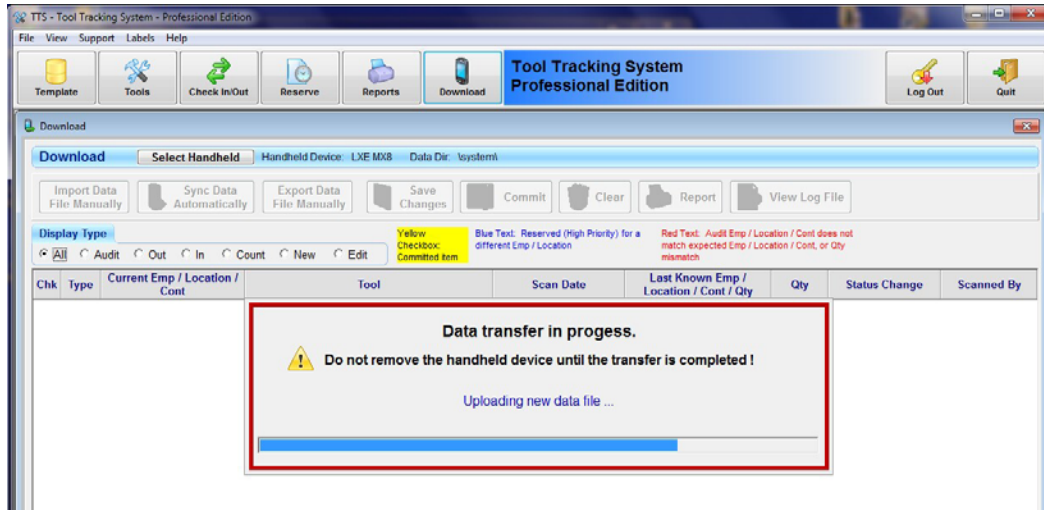 TTS - Tool Tracking System - Professional Edition
File View Support Labels Help
Template Tools Check In/Out Reserve Reports Download
Tool Tracking System
Professional Edition
Log Out Quit
Download
Download Select Handheld Handheld Device: LXE MX8 Data Dir: \system\
Import Data
File Manually
Sync Data
Automatically
Export Data
File Manually
Save
Changes
Commit Clear Report View Log File
Display Type
All Audit Out In Count New Edit
Yellow
Checkbox:
Committed item
Blue Text: Reserved (High Priority) for a
different Emp / Location
Red Text: Audit Emp / Location / Cont does not
match expected Emp / Location / Cont, or Qty
mismatch
Chk Type
Current Emp / Location /
Cont
Tool Scan Date
Last Known Emp /
Location / Cont / Qty
Qty Status Change Scanned By
Data transfer in progess.
Do not remove the handheld device until the transfer is completed !
Uploading new data file ...